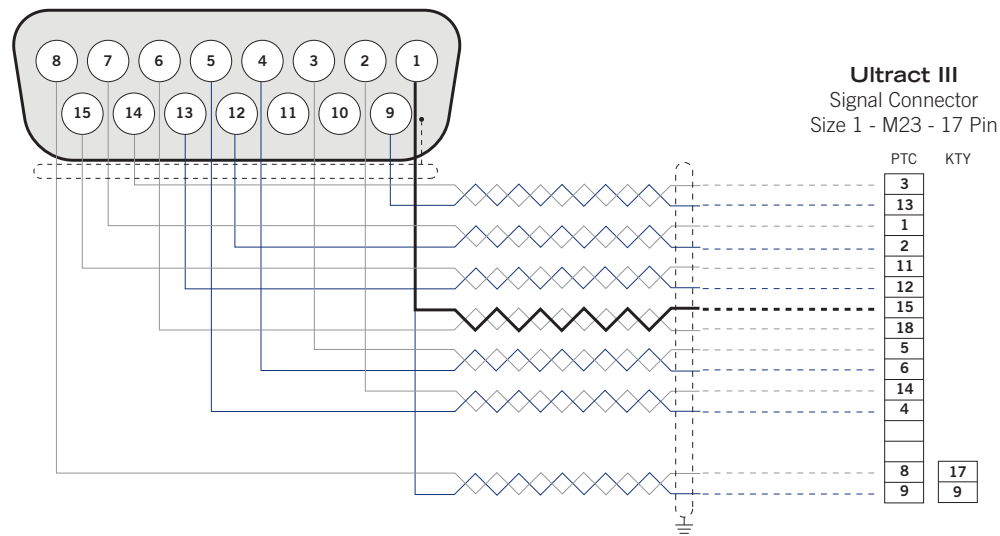 8 7 6 5 4 3 2 1
15 14 13 12 11 10 9
Ultract III
Signal Connector
Size 1 - M23 - 17 Pin
PTC KTY
3
13
1
2
11
12
15
18
5
6
14
4
8 17
9 9